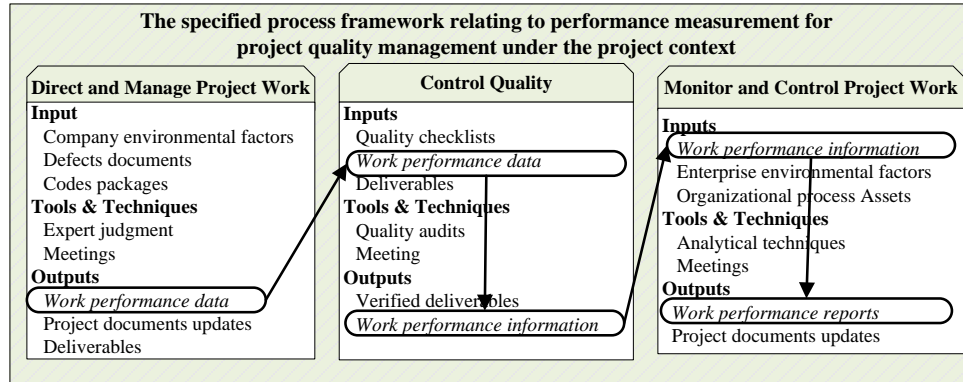 The specified process framework relating to performance measurement for
project quality management under the project context
Direct and Manage Project Work
Input
Company environmental factors
Defects documents
Codes packages
Tools & Techniques
Expert judgment
Meetings
Outputs
Work performance data
Project documents updates
Deliverables
Control Quality
Inputs
Quality checklists
Work performance data
Deliverables
Tools & Techniques
Quality audits
Meeting
Outputs
Verified deliverables
Work performance information
Monitor and Control Project Work
Inputs
Work performance information
Enterprise environmental factors
Organizational process Assets
Tools & Techniques
Analytical techniques
Meetings
Outputs
Work performance reports
Project documents updates